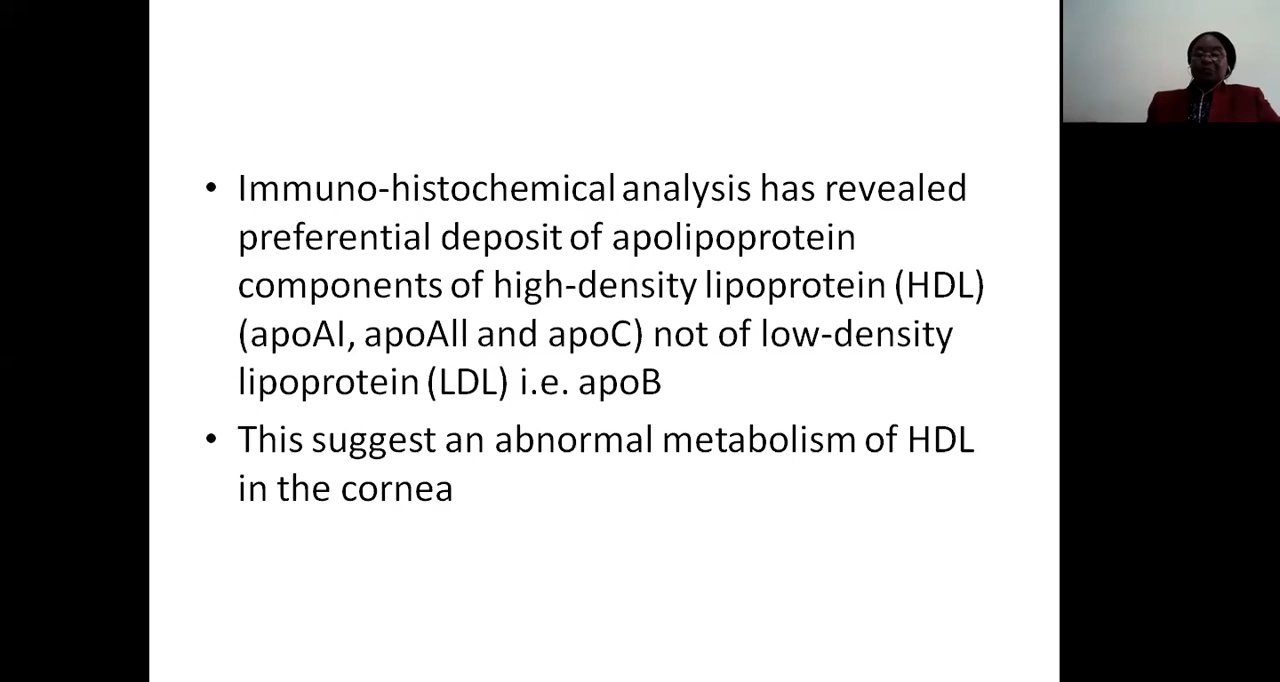 • Immuno-histochemical analysis has revealed
preferential deposit of apolipoprotein
components of high-density lipoprotein (HDL)
(apoAI, apoAll and apoC) not of low-density
lipoprotein (LDL) i.e. apoB
• This suggest an abnormal metabolism of HDL
in the cornea